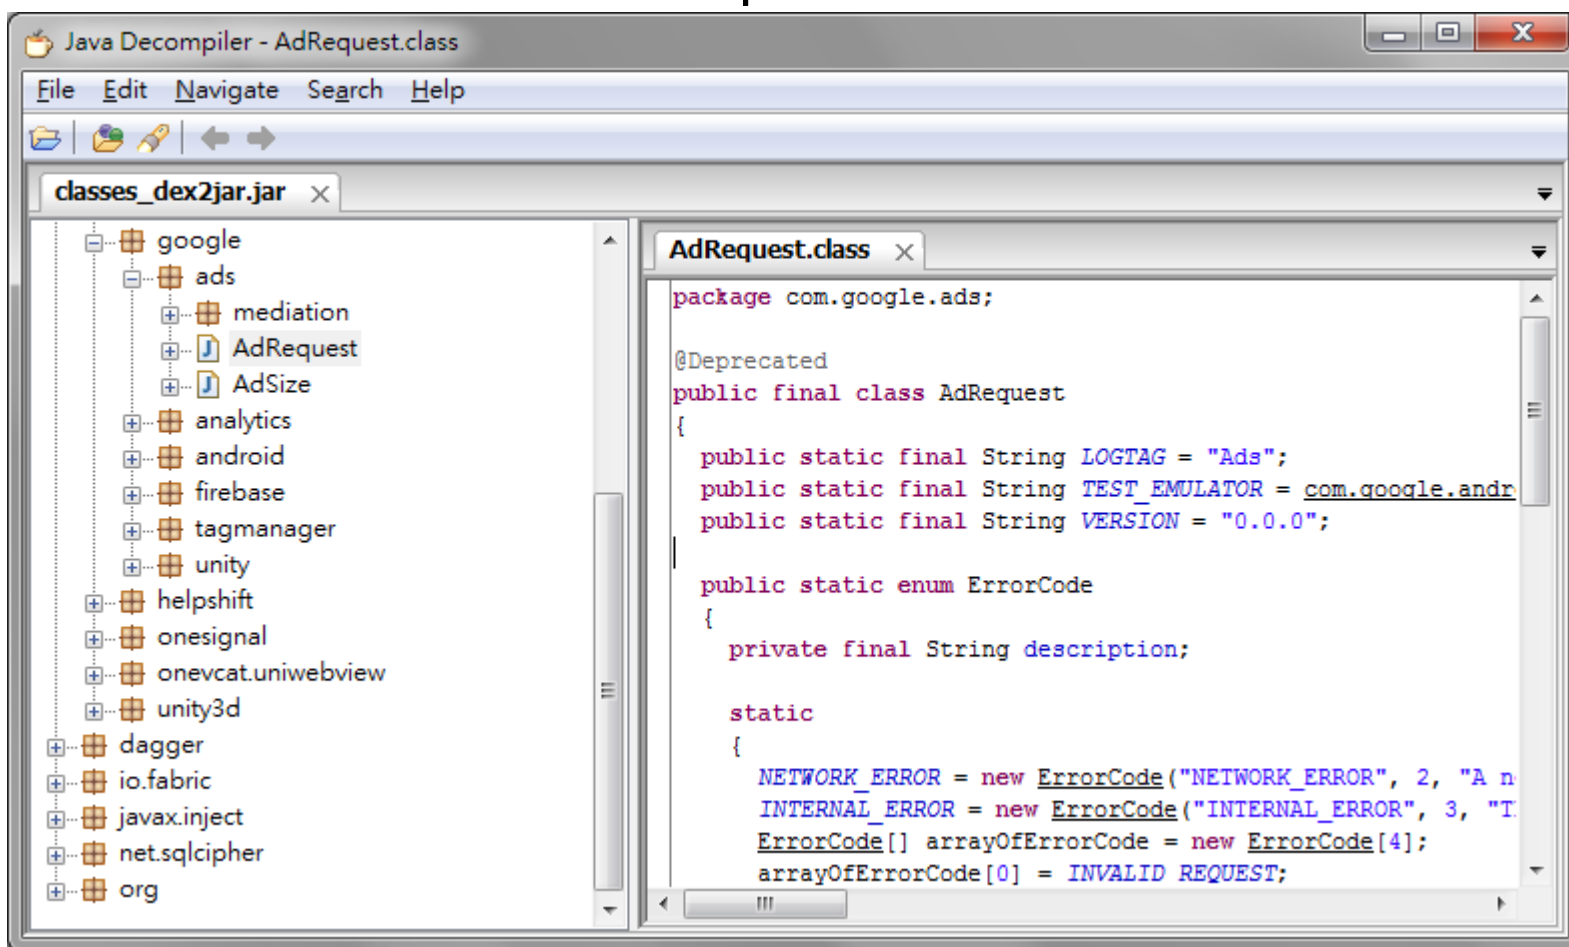 Java Decompiler - AdRequest.class
File Edit Navigate Search Help
classes_dex2jar.jar
google
ads
mediation
AdRequest
AdSize
analytics
android
firebase
tagmanager
unity
helpshift
onesignal
onevcat.uniwebview
unity3d
dagger
io.fabric
javax.inject
net.sqlcipher
org
AdRequest.class
package com.google.ads;
@Deprecated
public final class AdRequest
{
public static final String LOGTAG = "Ads";
public static final String TEST_EMULATOR = com.google.andr
public static final String VERSION = "0.0.0";
public static enum ErrorCode
{
private final String description;
static
{
NETWORK_ERROR = new ErrorCode("NETWORK_ERROR", 2, "A n
INTERNAL_ERROR = new ErrorCode("INTERNAL_ERROR", 3, "T
ErrorCode[] arrayOfErrorCode = new ErrorCode[4];
arrayOfErrorCode[0] = INVALID_REQUEST;